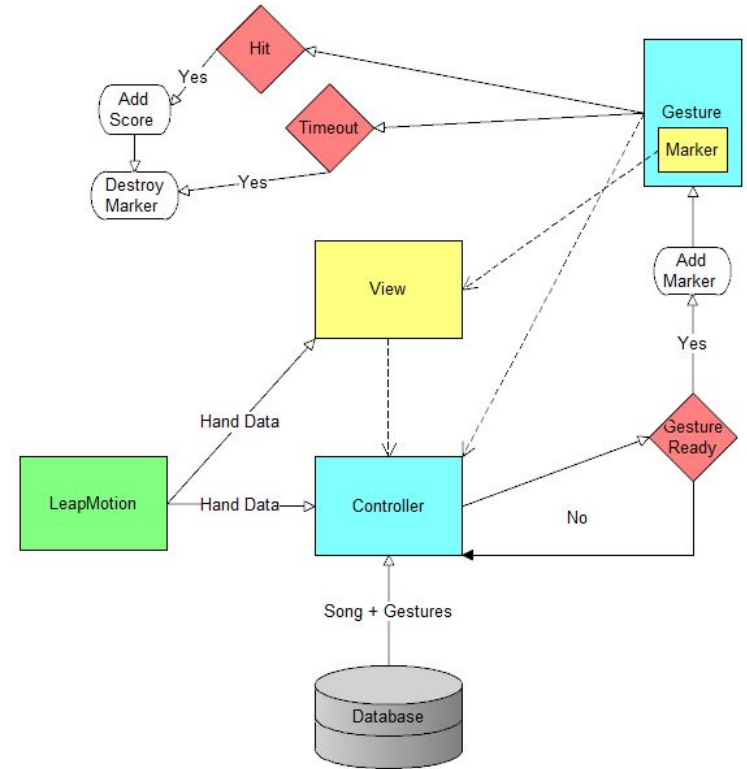 Hit
Yes
Add
Score
Timeout
Gesture
Marker
Destroy
Marker
Yes
View
Add
Marker
Yes
Hand Data
Gesture
Ready
LeapMotion
Hand Data
Controller
No
Song + Gestures
Database